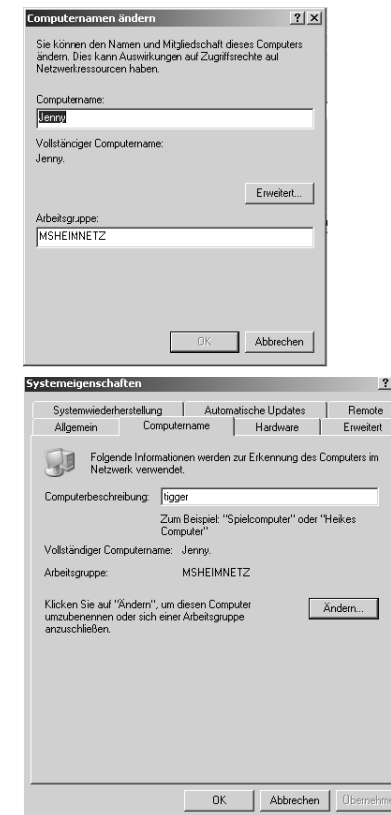 Computernamen ändern
Sie können den Namen und Mitgliedschaft dieses Computers
ändern. Dies kann Auswirkungen auf Zugriffsrechte auf
Netzwerkressourcen haben.
Computername:
Jenny
Vollständiger Computername:
Jenny.
Erweitert...
Arbeitsgruppe:
MSHEIMNETZ
OK Abbrechen
Systemeigenschaften ?
Systemwiederherstellung Automatische Updates Remote
Allgemein Computername Hardware Erweitert
Folgende Informationen werden zur Erkennung des Computers im
Netzwerk verwendet.
Computerbeschreibung: tigger
Zum Beispiel: "Spielcomputer" oder "Heikes
Computer"
Vollständiger Computername: Jenny.
Arbeitsgruppe: MSHEIMNETZ
Klicken Sie auf "Ändern", um diesen Computer
umzubenennen oder sich einer Arbeitsgruppe
anzuschließen.
Ändern...
OK Abbrechen Übernehme